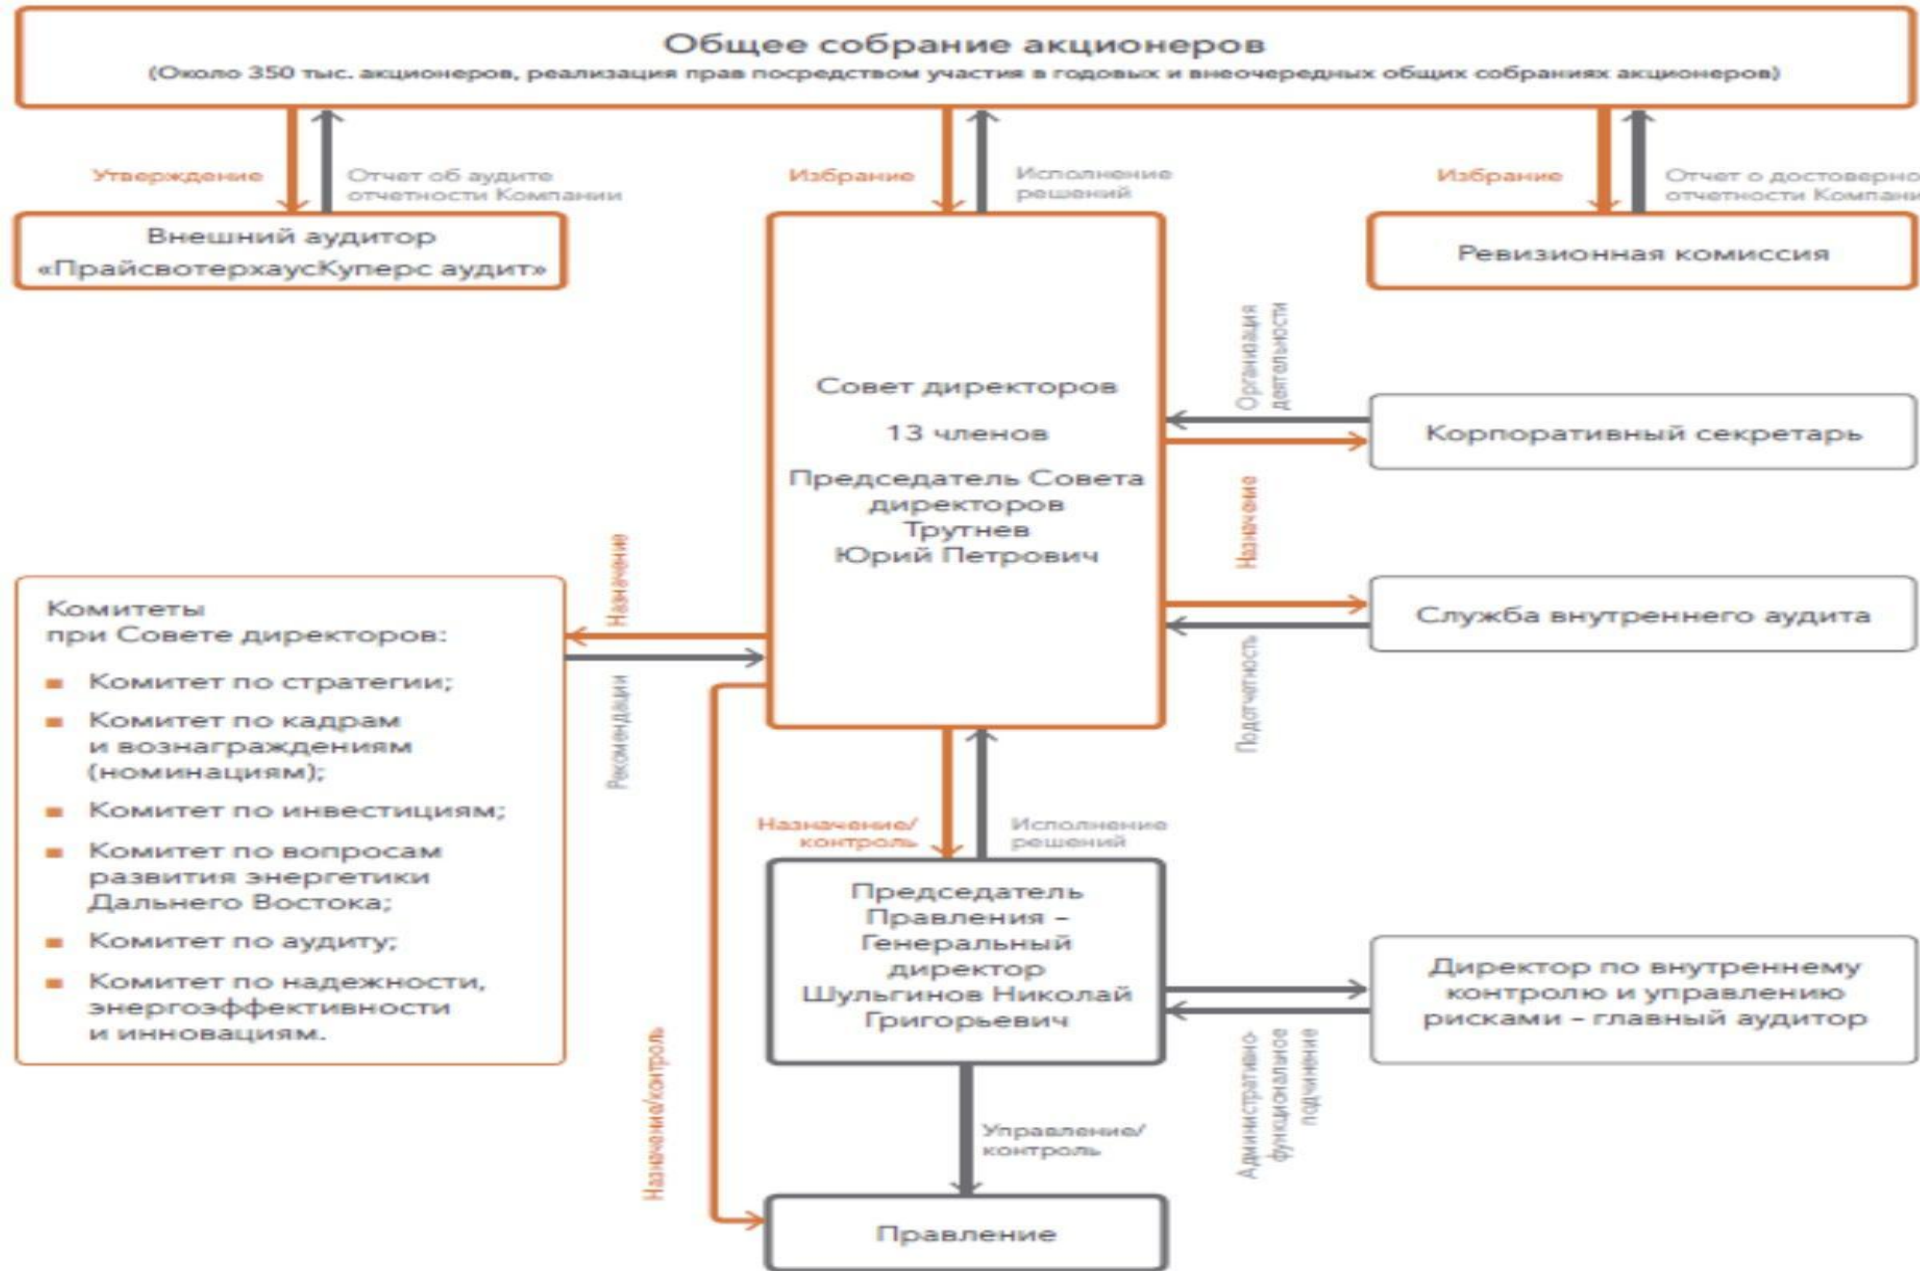 Общее собрание акционеров
(Около 350 тыс. акционеров, реализация прав посредством участия в годовых и внеочередных общих собраниях акционеров)
Утверждение
Отчет об аудите
отчетности Компании
Избрание
Исполнение
решений
Избрание
Отчет о достоверно
отчетности Компани
Внешний аудитор
«ПрайсвотерхаусКуперс аудит»
Ревизионная комиссия
Совет директоров
13 членов
Председатель Совета
директоров
Трутнев
Юрий Петрович
Организация
деятельности
Корпоративный секретарь
Назначение
Служба внутреннего аудита
Подотчетность
Назначение
Рекомендации
Комитеты
при Совете директоров:
Комитет по стратегии;
Комитет по кадрам
и вознаграждениям
(номинациям);
Комитет по инвестициям;
Комитет по вопросам
развития энергетики
Дальнего Востока;
Комитет по аудиту;
Комитет по надежности,
энергоэффективности
и инновациям.
Назначение/
контроль
Исполнение
решений
Председатель
Правления –
Генеральный
директор
Шульгинов Николай
Григорьевич
Директор по внутреннему
контролю и управлению
рисками – главный аудитор
Административно-
функциональное
подчинение
Назначение/контроль
Управление/
контроль
Правление